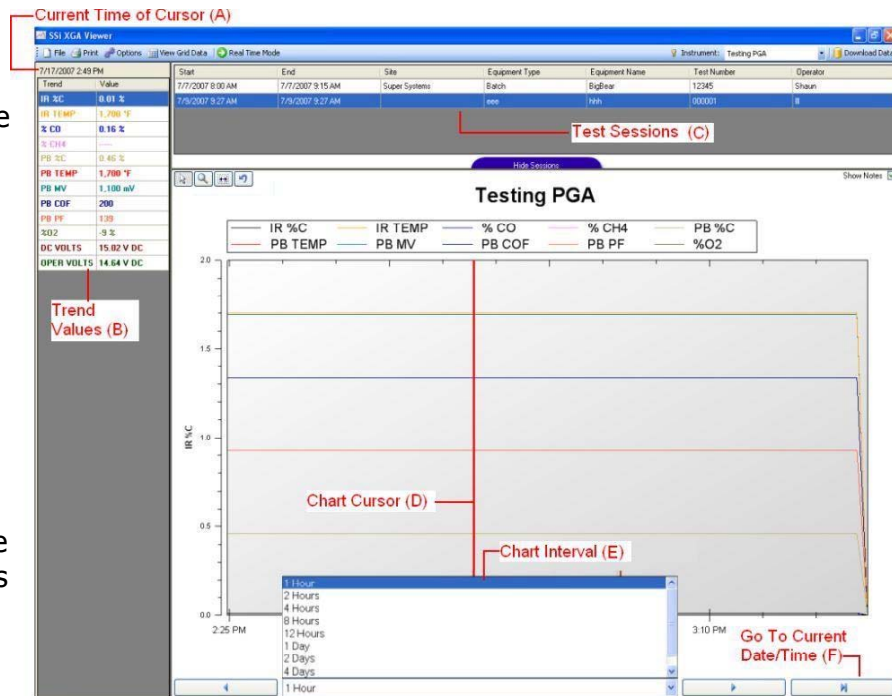 Current Time of Cursor (A)
SSi XGA Viewer
File Print Options View Grid Data Real Time Mode Instrument: Testing PGA Download Data
7/17/2007 2:49 PM
Trend Value
IR %C 0.01 %
IR TEMP 1,700 °F
% CO 0.16 %
% CH4 ----
PB %C 0.46 %
PB TEMP 1,700 °F
PB MV 1,100 mV
PB COF 200
PB PF 139
%O2 -9 %
DC VOLTS 15.02 V DC
OPER VOLTS 14.64 V DC
Trend
Values (B)
Start End Site Equipment Type Equipment Name Test Number Operator
7/7/2007 8:00 AM 7/7/2007 9:15 AM Super Systems Batch BigBear 12345 Shaun
7/9/2007 9:27 AM 7/9/2007 9:27 AM eee hhh 000001 8
Test Sessions (C)
Hide Sessions
Show Notes
Testing PGA
IR %C IR TEMP % CO % CH4 PB %C
PB TEMP PB MV PB COF PB PF %O2
2.0
1.5
1.0
0.5
0.0
IR %C
Chart Cursor (D)
Chart Interval (E)
1 Hour
2 Hours
4 Hours
8 Hours
12 Hours
1 Day
2 Days
4 Days
2:25 PM 3:10 PM
Go To Current
Date/Time (F)
1 Hour
e
e
s